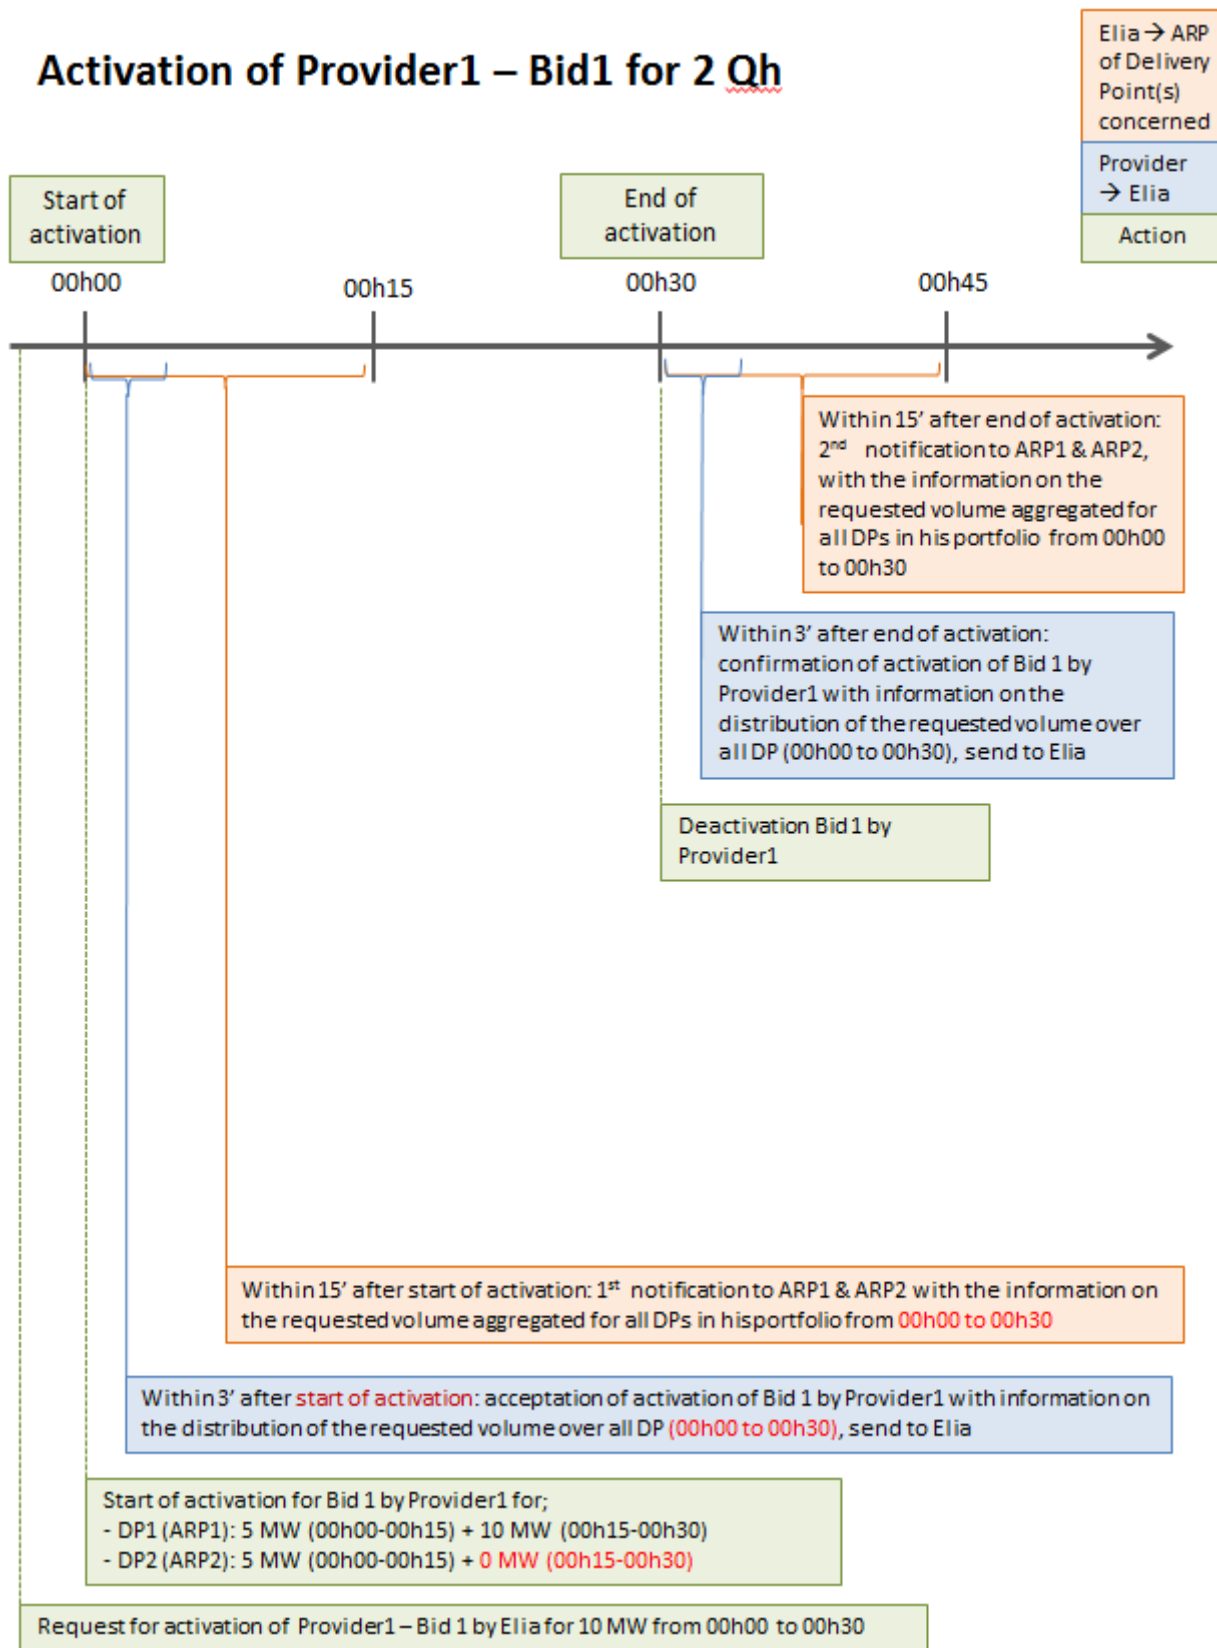 Activation of Provider1 – Bid1 for 2 Qh
Elia → ARP
of Delivery
Point(s)
concerned
Provider
→ Elia
Action
Start of
activation
End of
activation
00h00
00h15
00h30
00h45
Within 15’ after end of activation:
2nd notification to ARP1 & ARP2,
with the information on the
requested volume aggregated for
all DPs in his portfolio from 00h00
to 00h30
Within 3’ after end of activation:
confirmation of activation of Bid 1 by
Provider1 with information on the
distribution of the requested volume over
all DP (00h00 to 00h30), send to Elia
Deactivation Bid1 by
Provider1
Within 15’ after start of activation: 1st notification to ARP1 & ARP2 with the information on
the requested volume aggregated for all DPs in hisportfolio from 00h00 to 00h30
Within 3’ after start of activation: acceptation of activation of Bid 1 by Provider1 with information on
the distribution of the requested volume over all DP (00h00 to 00h30), send to Elia
Start of activation for Bid 1 by Provider1 for;
- DP1 (ARP1): 5 MW (00h00-00h15) + 10 MW (00h15-00h30)
- DP2 (ARP2): 5 MW (00h00-00h15) + 0 MW (00h15-00h30)
Request for activation of Provider1 – Bid 1 by Elia for 10 MW from 00h00 to 00h30